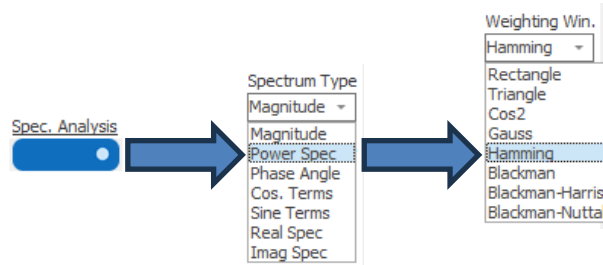 Spec. Analysis
Spectrum Type
Magnitude
Magnitude
Power Spec
Phase Angle
Cos. Terms
Sine Terms
Real Spec
Imag Spec
Weighting Win.
Hamming
Rectangle
Triangle
Cos2
Gauss
Hamming
Blackman
Blackman-Harris
Blackman-Nuttal